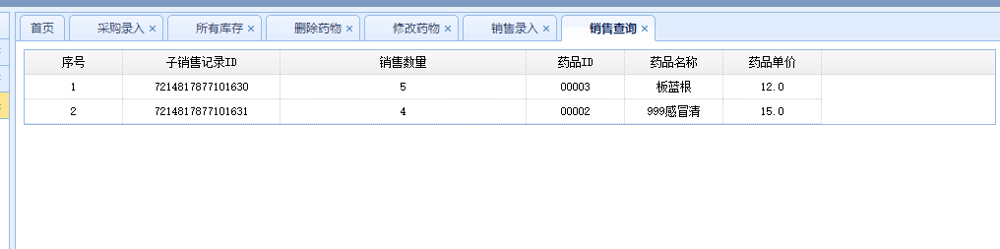 首页 采购录入 × 所有库存 × 删除药物 × 修改药物 × 销售录入 × 销售查询 ×
序号 子销售记录ID 销售数量 药品ID 药品名称 药品单价
1 7214817877101630 5 00003 板蓝根 12.0
2 7214817877101631 4 00002 999感冒清 15.0